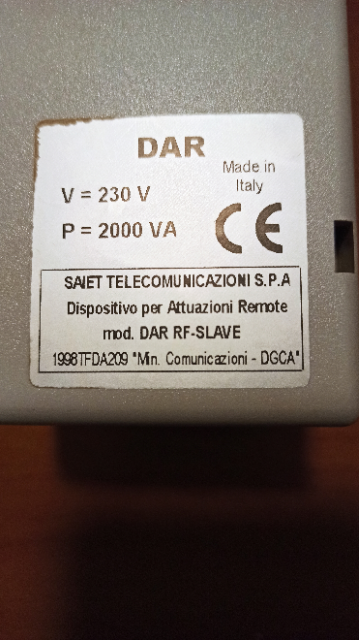 DAR
Made in
Italy
V = 230 V
P = 2000 VA
CE
SAIET TELECOMUNICAZIONI S.P.A
Dispositivo per Attuazioni Remote
mod. DAR RF-SLAVE
1998TFDA209 "Min. Comunicazioni - DGCA"